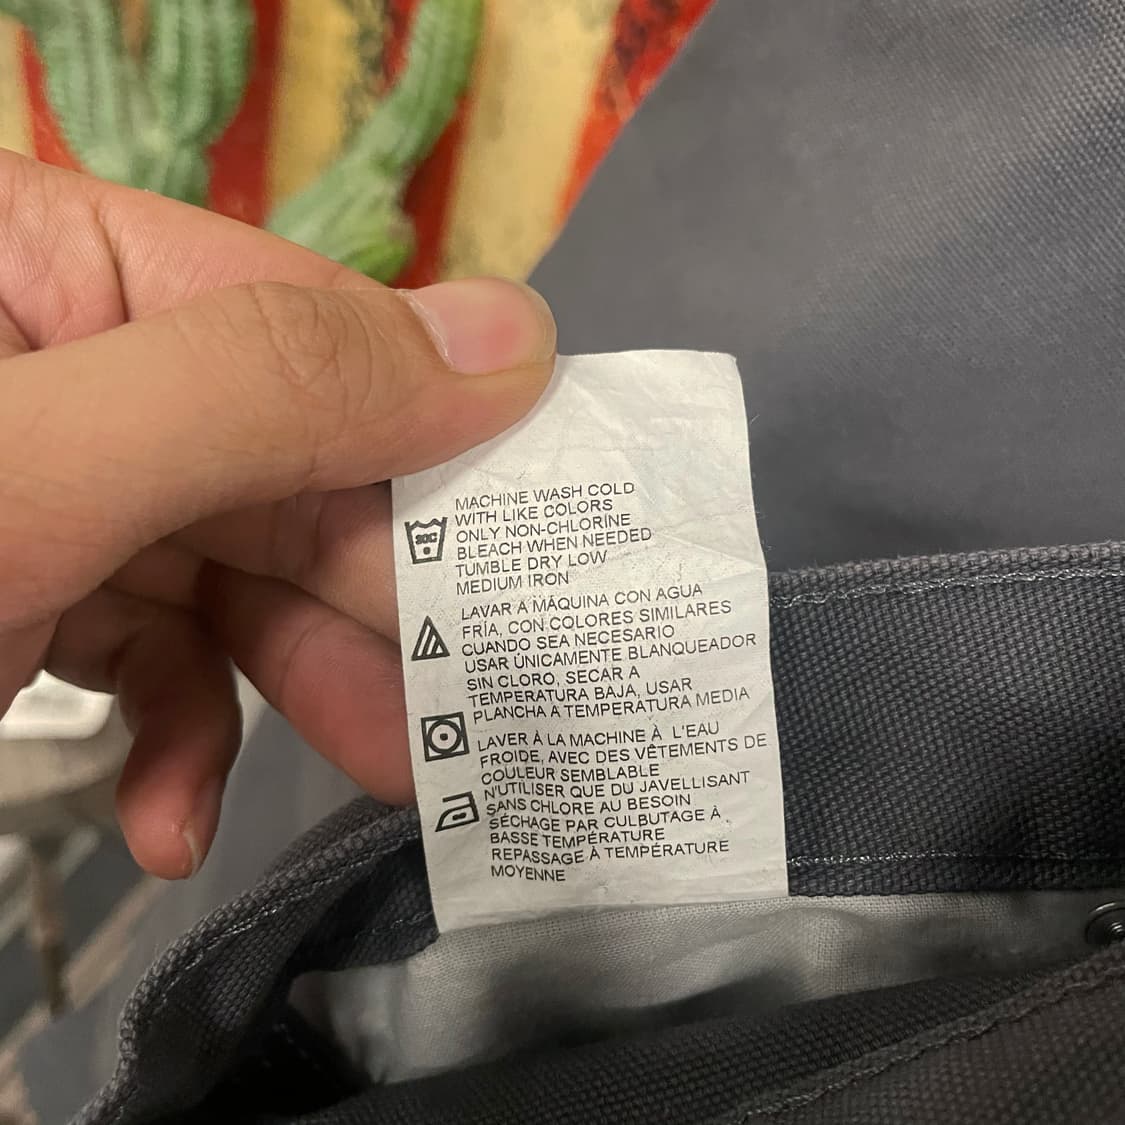 MACHINE WASH COLD
WITH LIKE COLORS
ONLY NON-CHLORINE
BLEACH WHEN NEEDED
TUMBLE DRY LOW
MEDIUM IRON
30C
LAVAR A MÁQUINA CON AGUA
FRÍA, CON COLORES SIMILARES
CUANDO SEA NECESARIO
USAR ÚNICAMENTE BLANQUEADOR
SIN CLORO, SECAR A
TEMPERATURA BAJA, USAR
PLANCHA A TEMPERATURA MEDIA
LAVER À LA MACHINE À L'EAU
FROIDE, AVEC DES VÊTEMENTS DE
COULEUR SEMBLABLE
N'UTILISER QUE DU JAVELLISANT
SANS CHLORE AU BESOIN
SÉCHAGE PAR CULBUTAGE À
BASSE TEMPÉRATURE
REPASSAGE À TEMPÉRATURE
MOYENNE